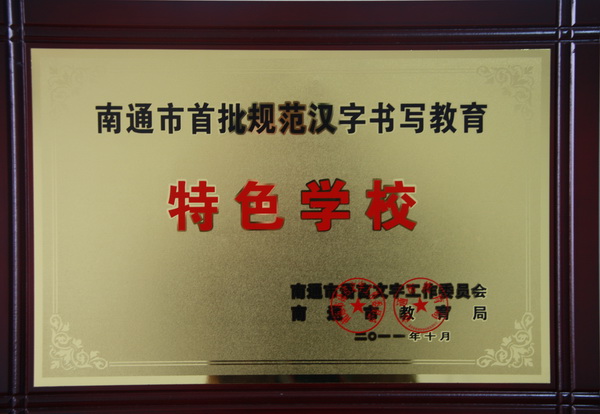 南通市首批规范汉字书写教育
特色学校
南通市语言文字工作委员会
南通市教育局
二〇一一年十月